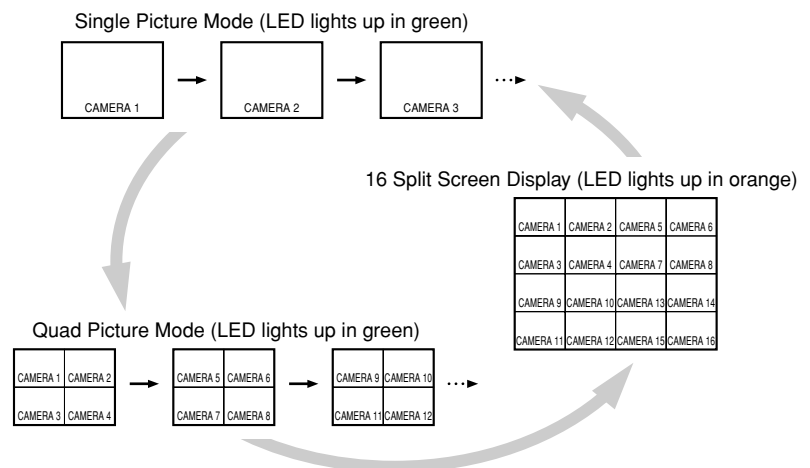 Single Picture Mode (LED lights up in green)
CAMERA 1
CAMERA 2
CAMERA 3
16 Split Screen Display (LED lights up in orange)
CAMERA 1 CAMERA 2 CAMERA 5 CAMERA 6
CAMERA 3 CAMERA 4 CAMERA 7 CAMERA 8
CAMERA 9 CAMERA 10 CAMERA 13 CAMERA 14
CAMERA 11 CAMERA 12 CAMERA 15 CAMERA 16
Quad Picture Mode (LED lights up in green)
CAMERA 1 CAMERA 2
CAMERA 3 CAMERA 4
CAMERA 5 CAMERA 6
CAMERA 7 CAMERA 8
CAMERA 9 CAMERA 10
CAMERA 11 CAMERA 12